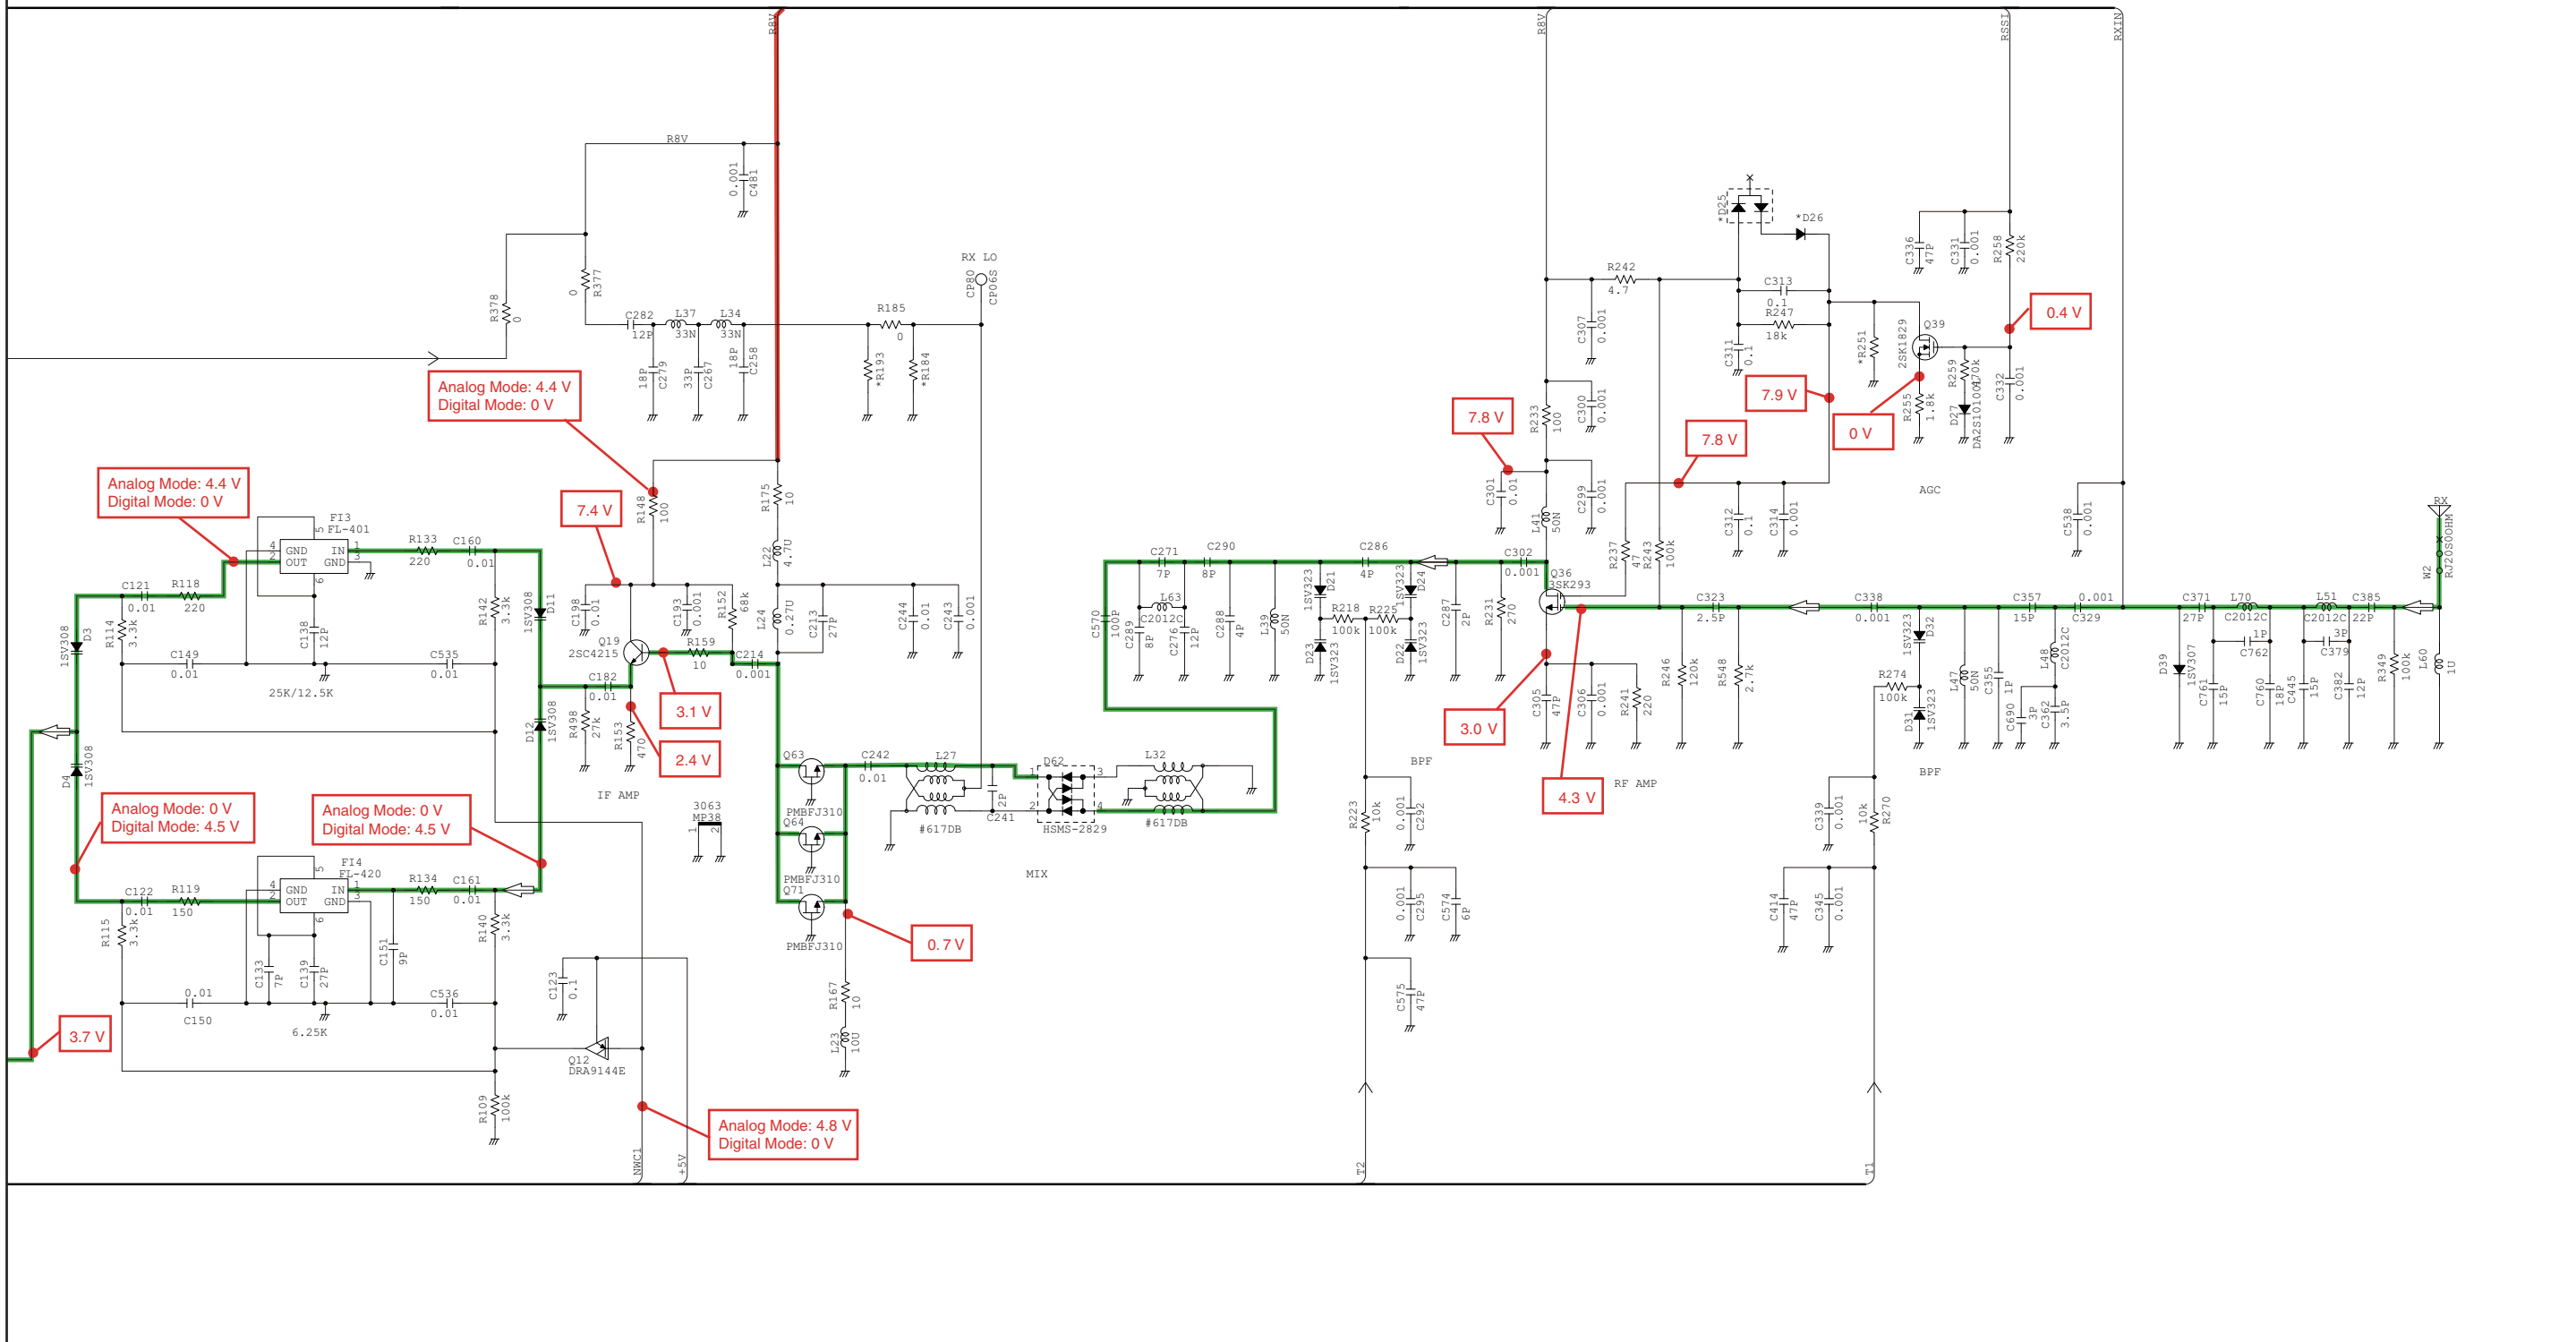 R8V
R8V
RSSI
RXIN
R8V
0.001
C481
*D25
*D26
C336
47P
C331
0.001
R258
220k
RX LO
CP80
CP06S
R378
0
0
R377
C282
12P
L37
33N
L34
33N
R185
0
18P
C279
33P
C267
18P
C258
*R193
*R184
R242
4.7
C313
0.1
R247
18k
C307
0.001
C311
0.1
*R251
2SK1829
Q39
0.4 V
Analog Mode: 4.4 V
Digital Mode: 0 V
7.8 V
R233
100
C300
0.001
7.9 V
7.8 V
0 V
R255
1.8k
R259
470k
D27
DA2S10100L
C332
0.001
AGC
Analog Mode: 4.4 V
Digital Mode: 0 V
7.4 V
R148
100
R175
10
L22
4.7U
C301
0.01
L41
50N
C299
0.001
C312
0.1
C314
0.001
C538
0.001
RX
W2
RJ20S0OHM
FI3
FL-401
5
4
GND
IN
1
2
OUT
GND
3
6
R133
220
C160
0.01
C121
0.01
R118
220
R114
3.3k
1SV308
D3
C138
12P
R142
3.3k
1SV308
D11
C198
0.01
C193
0.001
R152
68k
L24
0.27U
C213
27P
C244
0.01
C243
0.001
Q19
2SC4215
R159
10
C214
0.001
C149
0.01
C535
0.01
25K/12.5K
C182
0.01
R498
27k
R153
470
3.1 V
2.4 V
IF AMP
D12
1SV308
D4
1SV308
C570
100P
C271
7P
C290
8P
L63
C2012C
C289
8P
C276
12P
C288
4P
L39
50N
1SV323
D21
C286
4P
R218
100k
R225
100k
D23
1SV323
1SV323
D24
D22
1SV323
C287
2P
R231
270
C302
0.001
Q36
3SK293
R237
47
R243
100k
C323
2.5P
C338
0.001
3.0 V
C305
47P
C306
0.001
R241
220
R246
120k
R548
2.7k
4.3 V
RF AMP
1SV323
D32
R274
100k
D31
1SV323
L47
50N
C355
1P
C357
15P
L48
C2012C
C690
3P
C362
3.5P
0.001
C329
BPF
C371
27P
L70
C2012C
L51
C2012C
C385
22P
1P
C762
3P
C379
D39
1SV307
C761
15P
C760
18P
C445
15P
C382
12P
R349
100k
L60
1U
Analog Mode: 0 V
Digital Mode: 4.5 V
Analog Mode: 0 V
Digital Mode: 4.5 V
3063
MP38
1
2
Q63
PMBFJ310
Q64
PMBFJ310
Q71
PMBFJ310
C242
0.01
L27
#617DB
2P
C241
D62
1
3
2
4
HSMS-2829
L32
#617DB
MIX
BPF
R223
10k
0.001
C292
0.001
C295
C574
6P
C575
47P
C339
0.001
10k
R270
C414
47P
C345
0.001
FI4
FL-420
5
4
GND
IN
1
2
OUT
GND
3
6
R134
150
C161
0.01
C122
0.01
R119
150
R115
3.3k
C133
7P
C139
27P
C151
9P
R140
3.3k
0.01
C150
C536
0.01
6.25K
0.7 V
R167
10
L23
10U
C123
0.1
Q12
DRA9144E
3.7 V
R109
100k
Analog Mode: 4.8 V
Digital Mode: 0 V
NWC1
+5V
T2
T1